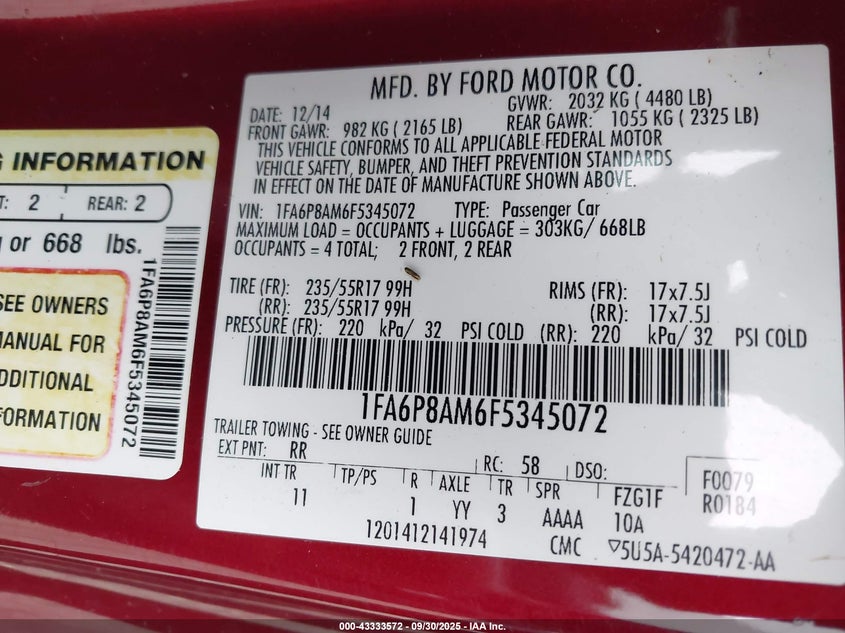 G INFORMATION
T: 2 REAR: 2
g or 668 lbs.
SEE OWNERS
MANUAL FOR
ADDITIONAL
FORMATION
1FA6P8AM6F5345072
MFD. BY FORD MOTOR CO.
DATE: 12/14 GVWR: 2032 KG ( 4480 LB)
FRONT GAWR: 982 KG ( 2165 LB) REAR GAWR: 1055 KG ( 2325 LB)
THIS VEHICLE CONFORMS TO ALL APPLICABLE FEDERAL MOTOR
VEHICLE SAFETY, BUMPER, AND THEFT PREVENTION STANDARDS
IN EFFECT ON THE DATE OF MANUFACTURE SHOWN ABOVE.
VIN: 1FA6P8AM6F5345072 TYPE: Passenger Car
MAXIMUM LOAD = OCCUPANTS + LUGGAGE = 303KG/ 668LB
OCCUPANTS = 4 TOTAL; 2 FRONT, 2 REAR
TIRE (FR): 235/55R17 99H RIMS (FR): 17x7.5J
(RR): 235/55R17 99H (RR): 17x7.5J
PRESSURE (FR): 220 kPa/ 32 PSI COLD (RR): 220 kPa/ 32 PSI COLD
1FA6P8AM6F5345072
TRAILER TOWING - SEE OWNER GUIDE
EXT PNT: RR RC: 58 DSO: F0079
INT TR TP/PS R AXLE TR SPR FZG1F R0184
11 1 YY 3 AAAA 10A
1201412141974 CMC ▽5U5A-5420472-AA
000-43333572 • 09/30/2025 - IAA Inc.